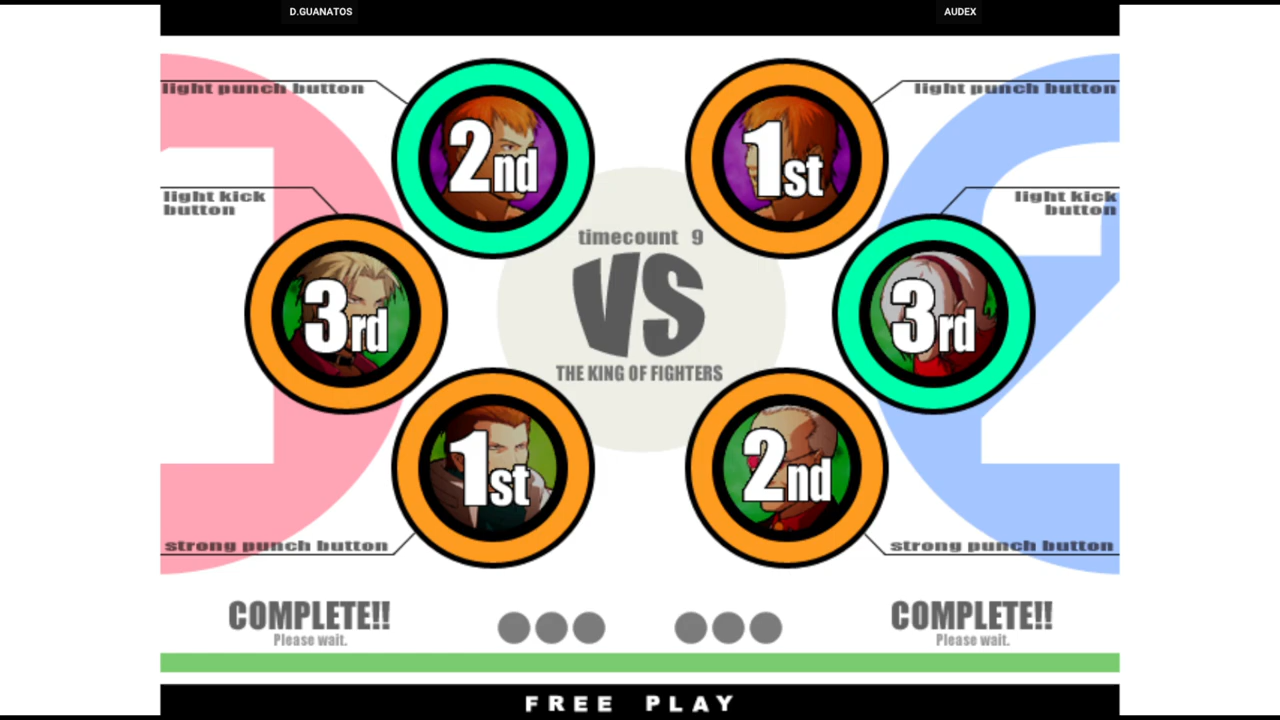 D.GUANATOS
AUDEX
light punch button
light punch button
2nd
1st
light kick
button
light kick
button
timecount 9
VS
THE KING OF FIGHTERS
3rd
3rd
1st
2nd
strong punch button
strong punch button
COMPLETE!!
Please wait.
COMPLETE!!
Please wait.
FREE PLAY